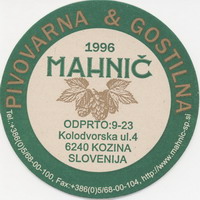 PIVOVARNA & GOSTILNA
1996
MAHNIČ
ODPRTO:9-23
Kolodvorska ul.4
6240 KOZINA
SLOVENIJA
Tel.:+386(0)5/68-00-100, Fax:+386(0)5/68-00-104, http://www.mahnic-sp.si